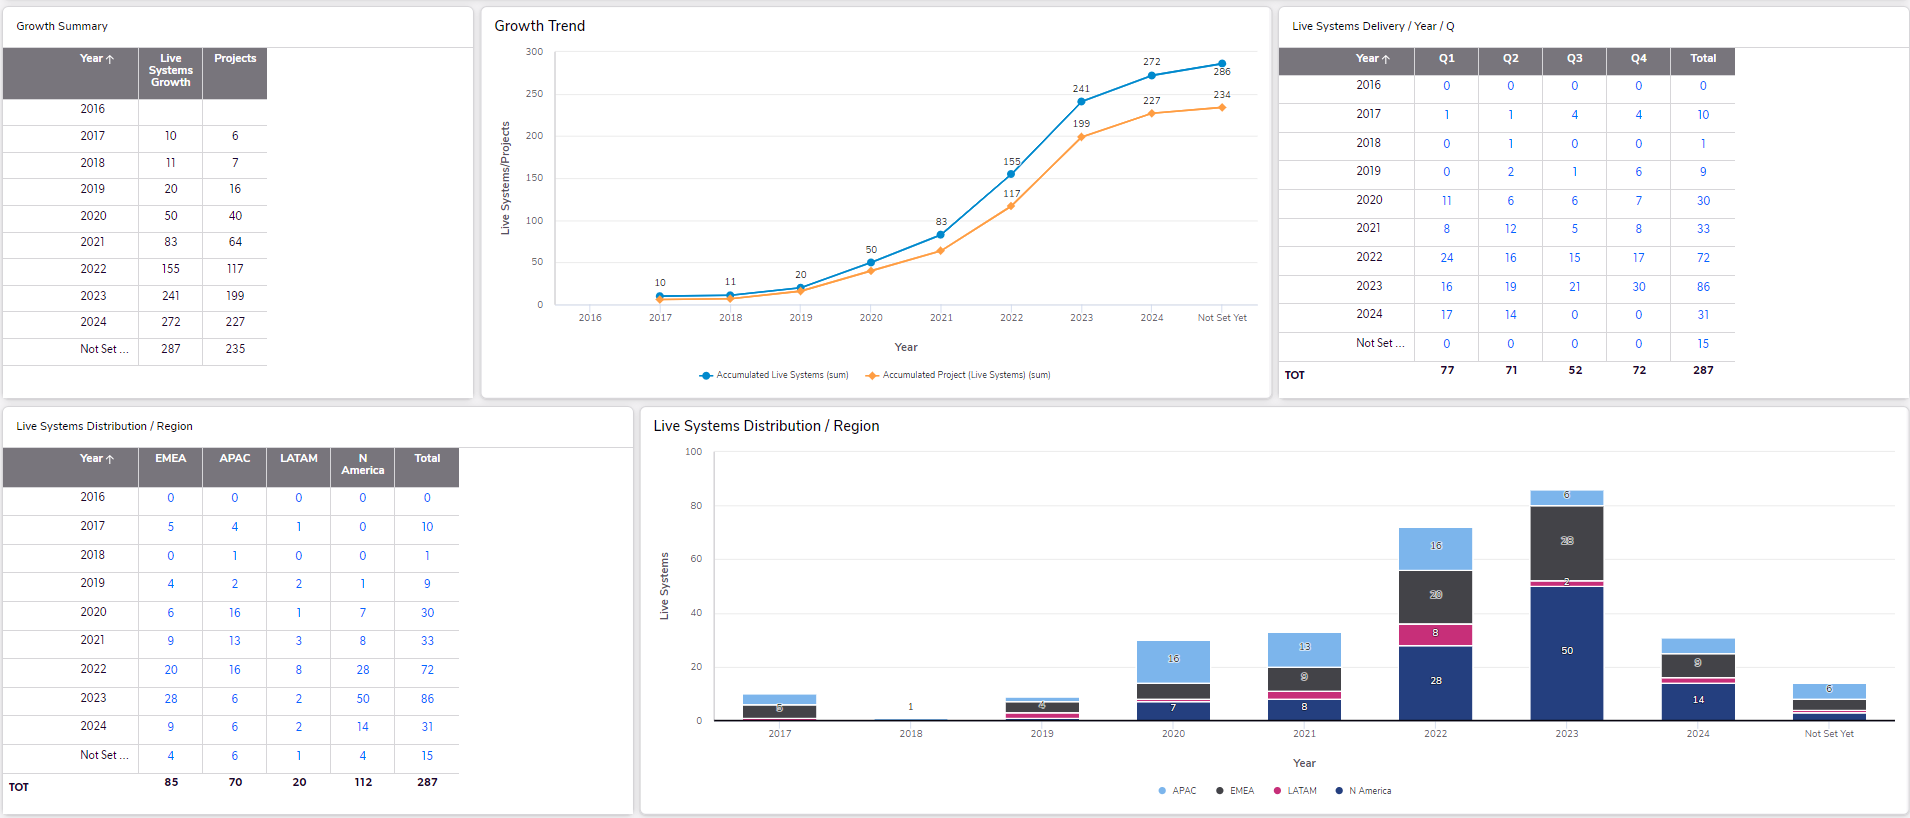 Growth Summary
Year ↑ Live Systems Growth Projects
2016
2017 10 6
2018 11 7
2019 20 16
2020 50 40
2021 83 64
2022 155 117
2023 241 199
2024 272 227
Not Set ... 287 235
Growth Trend
300
250
200
150
100
50
0
Live Systems/Projects
10 11 20 50 83 155 241 272 286
117 199 227 234
2016 2017 2018 2019 2020 2021 2022 2023 2024 Not Set Yet
Year
Accumulated Live Systems (sum) Accumulated Project (Live Systems) (sum)
Live Systems Delivery / Year / Q
Year ↑ Q1 Q2 Q3 Q4 Total
2016 0 0 0 0 0
2017 1 1 4 4 10
2018 0 1 0 0 1
2019 0 2 1 6 9
2020 11 6 6 7 30
2021 8 12 5 8 33
2022 24 16 15 17 72
2023 16 19 21 30 86
2024 17 14 0 0 31
Not Set ... 0 0 0 0 15
TOT 77 71 52 72 287
Live Systems Distribution / Region
Year ↑ EMEA APAC LATAM N America Total
2016 0 0 0 0 0
2017 5 4 1 0 10
2018 0 1 0 0 1
2019 4 2 2 1 9
2020 6 16 1 7 30
2021 9 13 3 8 33
2022 20 16 8 28 72
2023 28 6 2 50 86
2024 9 6 2 14 31
Not Set ... 4 6 1 4 15
TOT 85 70 20 112 287
Live Systems Distribution / Region
100
80
60
40
20
0
Live Systems
5
1
4
16
7
13
9
8
16
20
8
28
6
28
2
50
9
14
6
2017 2018 2019 2020 2021 2022 2023 2024 Not Set Yet
Year
APAC EMEA LATAM N America